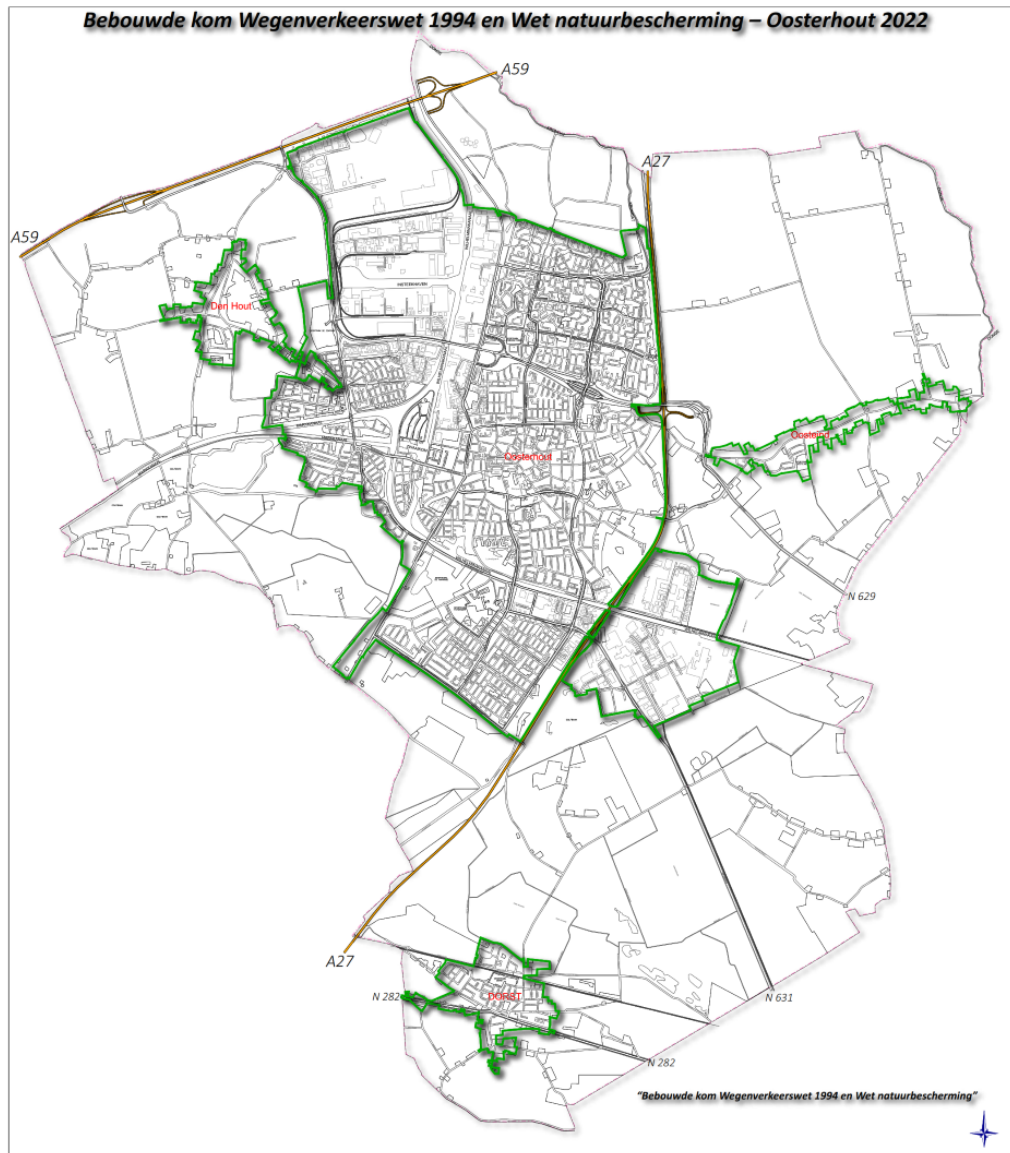 Bebouwde kom Wegenverkeerswet 1994 en Wet natuurbescherming – Oosterhout 2022
A59
A27
A59
Den Hout
Oosteind
Oosterhout
N 629
A27
N 282
DORST
N 631
N 282
"Bebouwde kom Wegenverkeerswet 1994 en Wet natuurbescherming"